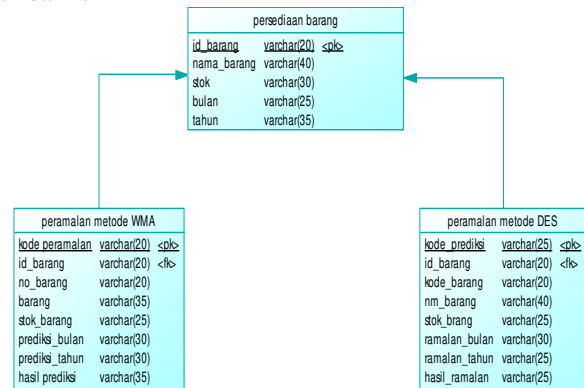 persediaan barang
id_barang varchar(20) <pk>
nama_barang varchar(40)
stok varchar(30)
bulan varchar(25)
tahun varchar(35)
peramalan metode WMA
kode peramalan varchar(20) <pk>
id_barang varchar(20) <fk>
no_barang varchar(20)
barang varchar(35)
stok_barang varchar(25)
prediksi_bulan varchar(30)
prediksi_tahun varchar(30)
hasil prediksi varchar(35)
peramalan metode DES
kode_prediksi varchar(25) <pk>
id_barang varchar(20) <fk>
kode_barang varchar(20)
nm_barang varchar(40)
stok_brang varchar(25)
ramalan_bulan varchar(30)
ramalan_tahun varchar(25)
hasil_ramalan varchar(25)